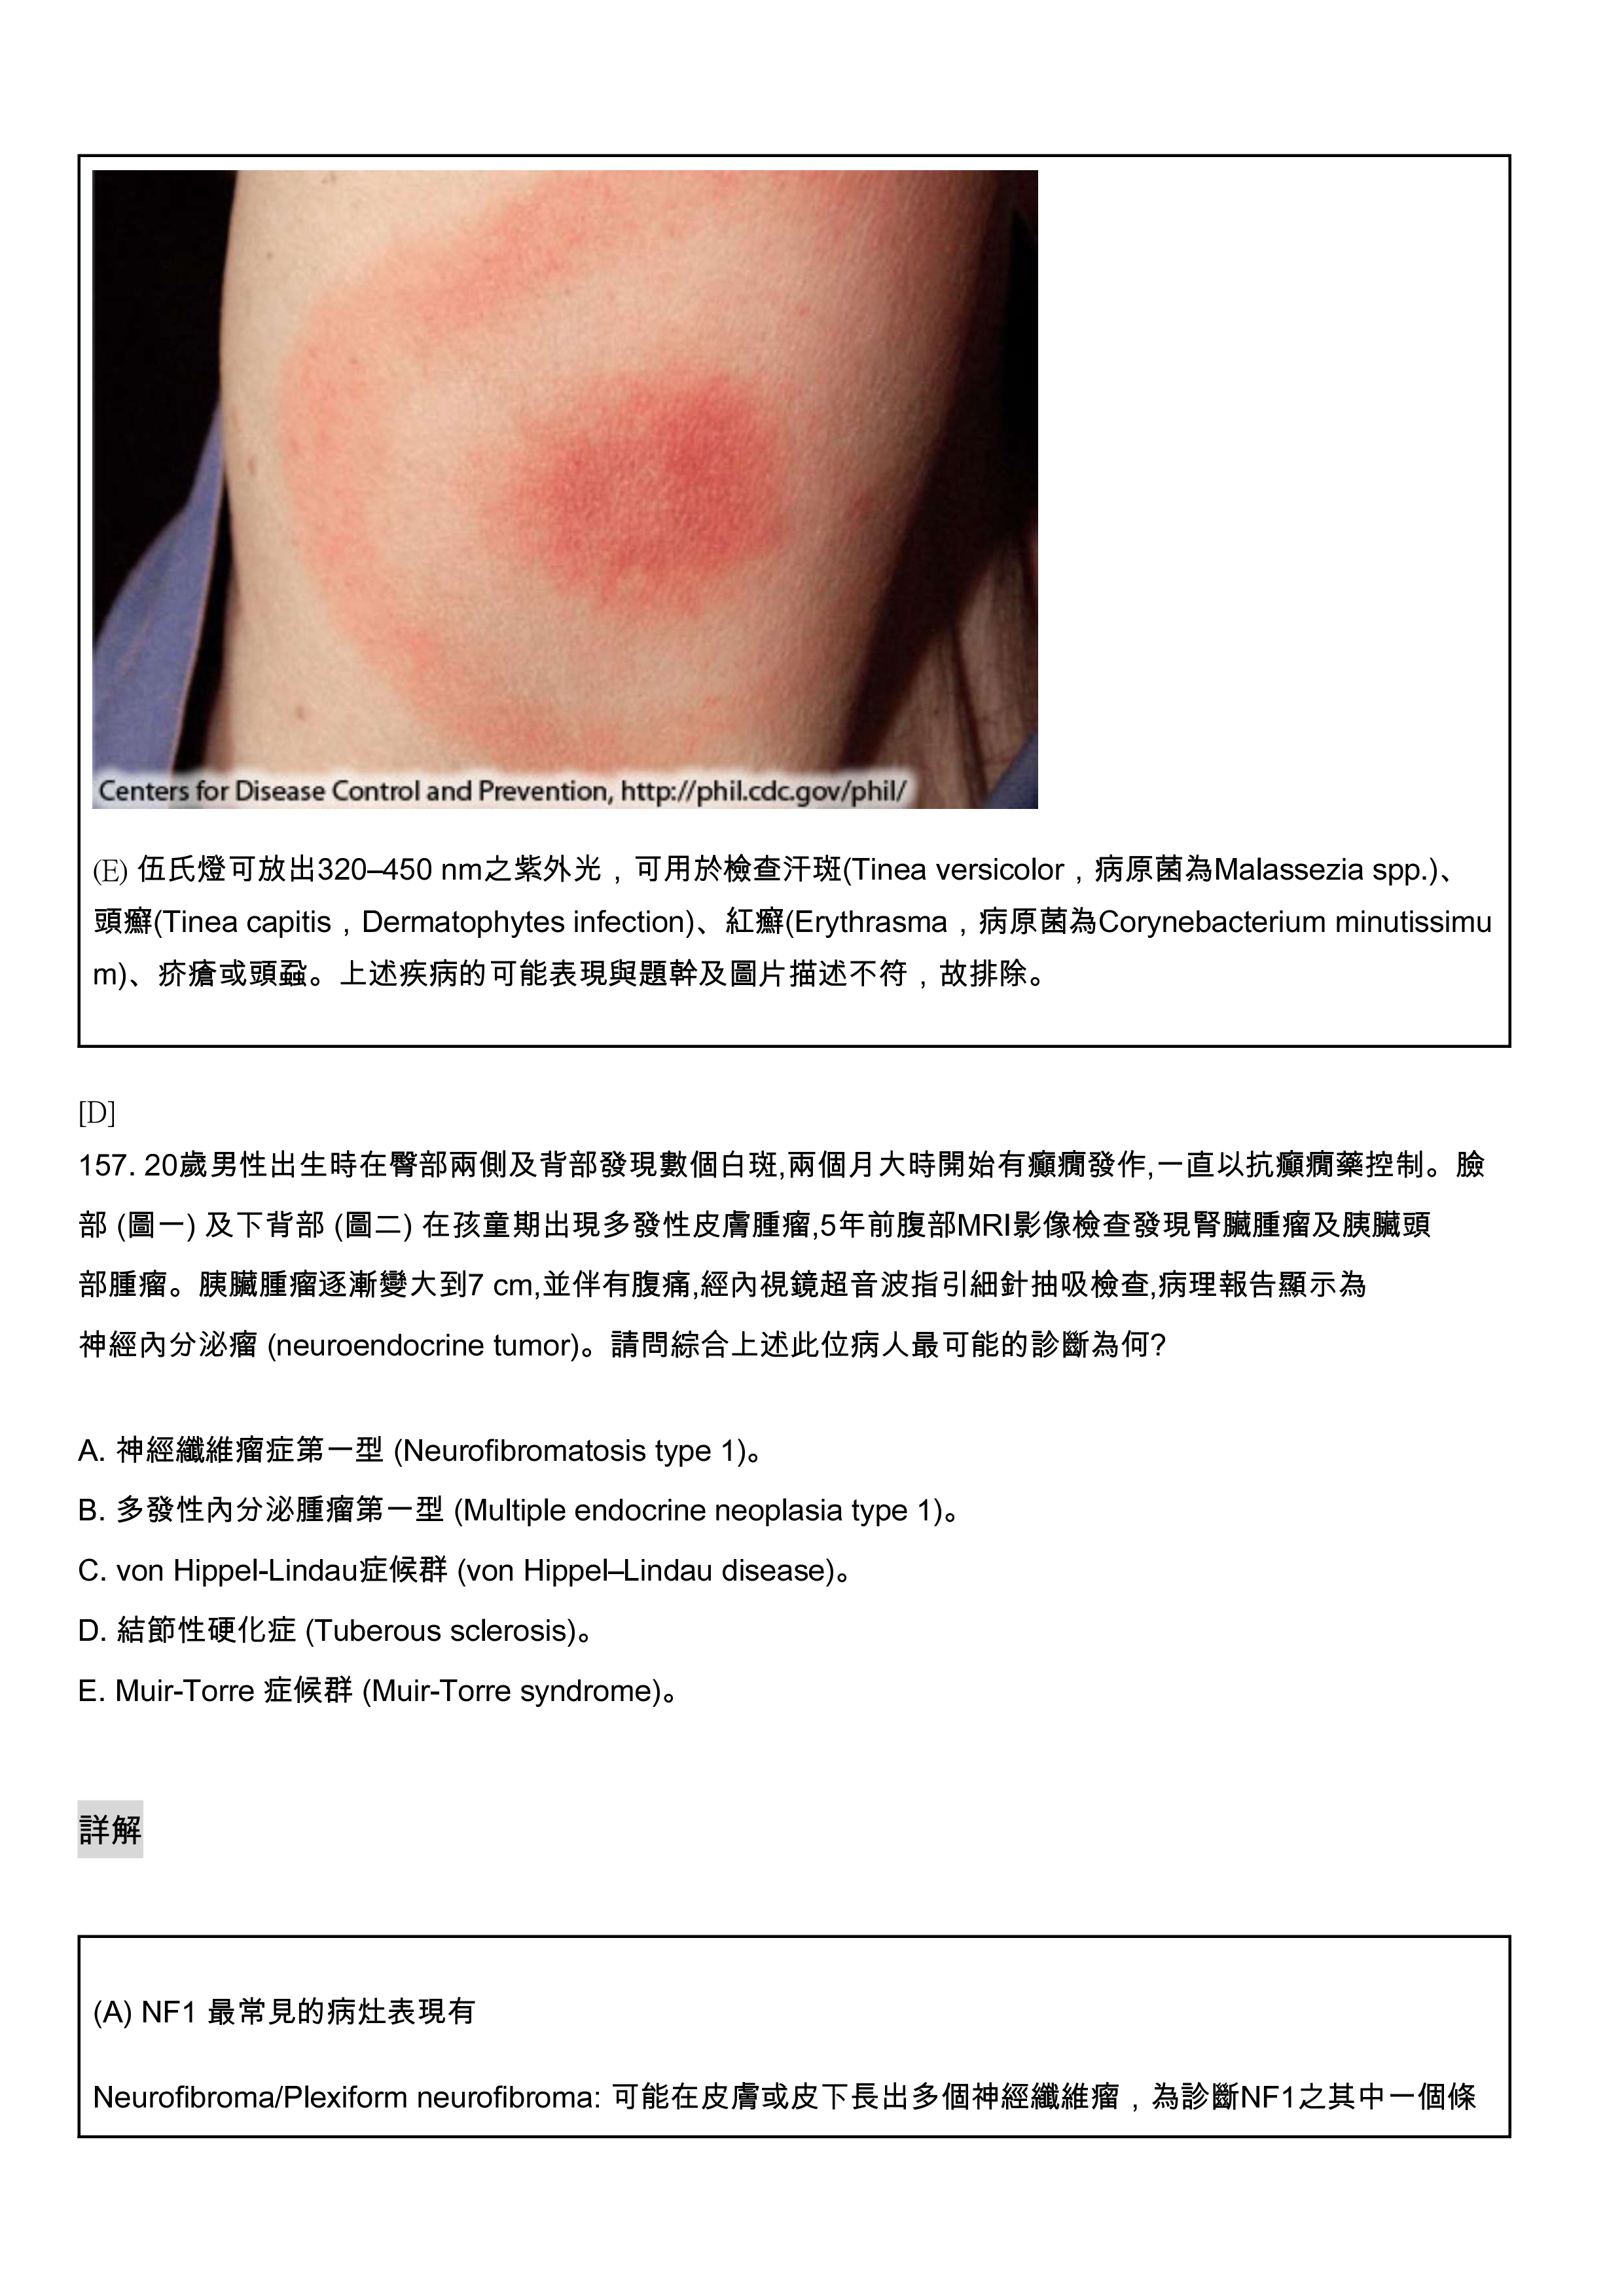 Centers for Disease Control and Prevention, http://phil.cdc.gov/phil/
(E) 伍氏燈可放出320–450 nm之紫外光，可用於檢查汗斑(Tinea versicolor，病原菌為Malassezia spp.)、
頭癬(Tinea capitis，Dermatophytes infection)、紅癬(Erythrasma，病原菌為Corynebacterium minutissimu
m)、疥瘡或頭蝨。上述疾病的可能表現與題幹及圖片描述不符，故排除。
[D]
157. 20歲男性出生時在臀部兩側及背部發現數個白斑,兩個月大時開始有癲癇發作,一直以抗癲癇藥控制。臉
部 (圖一) 及下背部 (圖二) 在孩童期出現多發性皮膚腫瘤,5年前腹部MRI影像檢查發現腎臟腫瘤及胰臟頭
部腫瘤。胰臟腫瘤逐漸變大到7 cm,並伴有腹痛,經內視鏡超音波指引細針抽吸檢查,病理報告顯示為
神經內分泌瘤 (neuroendocrine tumor)。請問綜合上述此位病人最可能的診斷為何?
A. 神經纖維瘤症第一型 (Neurofibromatosis type 1)。
B. 多發性內分泌腫瘤第一型 (Multiple endocrine neoplasia type 1)。
C. von Hippel-Lindau症候群 (von Hippel–Lindau disease)。
D. 結節性硬化症 (Tuberous sclerosis)。
E. Muir-Torre 症候群 (Muir-Torre syndrome)。
詳解
(A) NF1 最常見的病灶表現有
Neurofibroma/Plexiform neurofibroma: 可能在皮膚或皮下長出多個神經纖維瘤，為診斷NF1之其中一個條